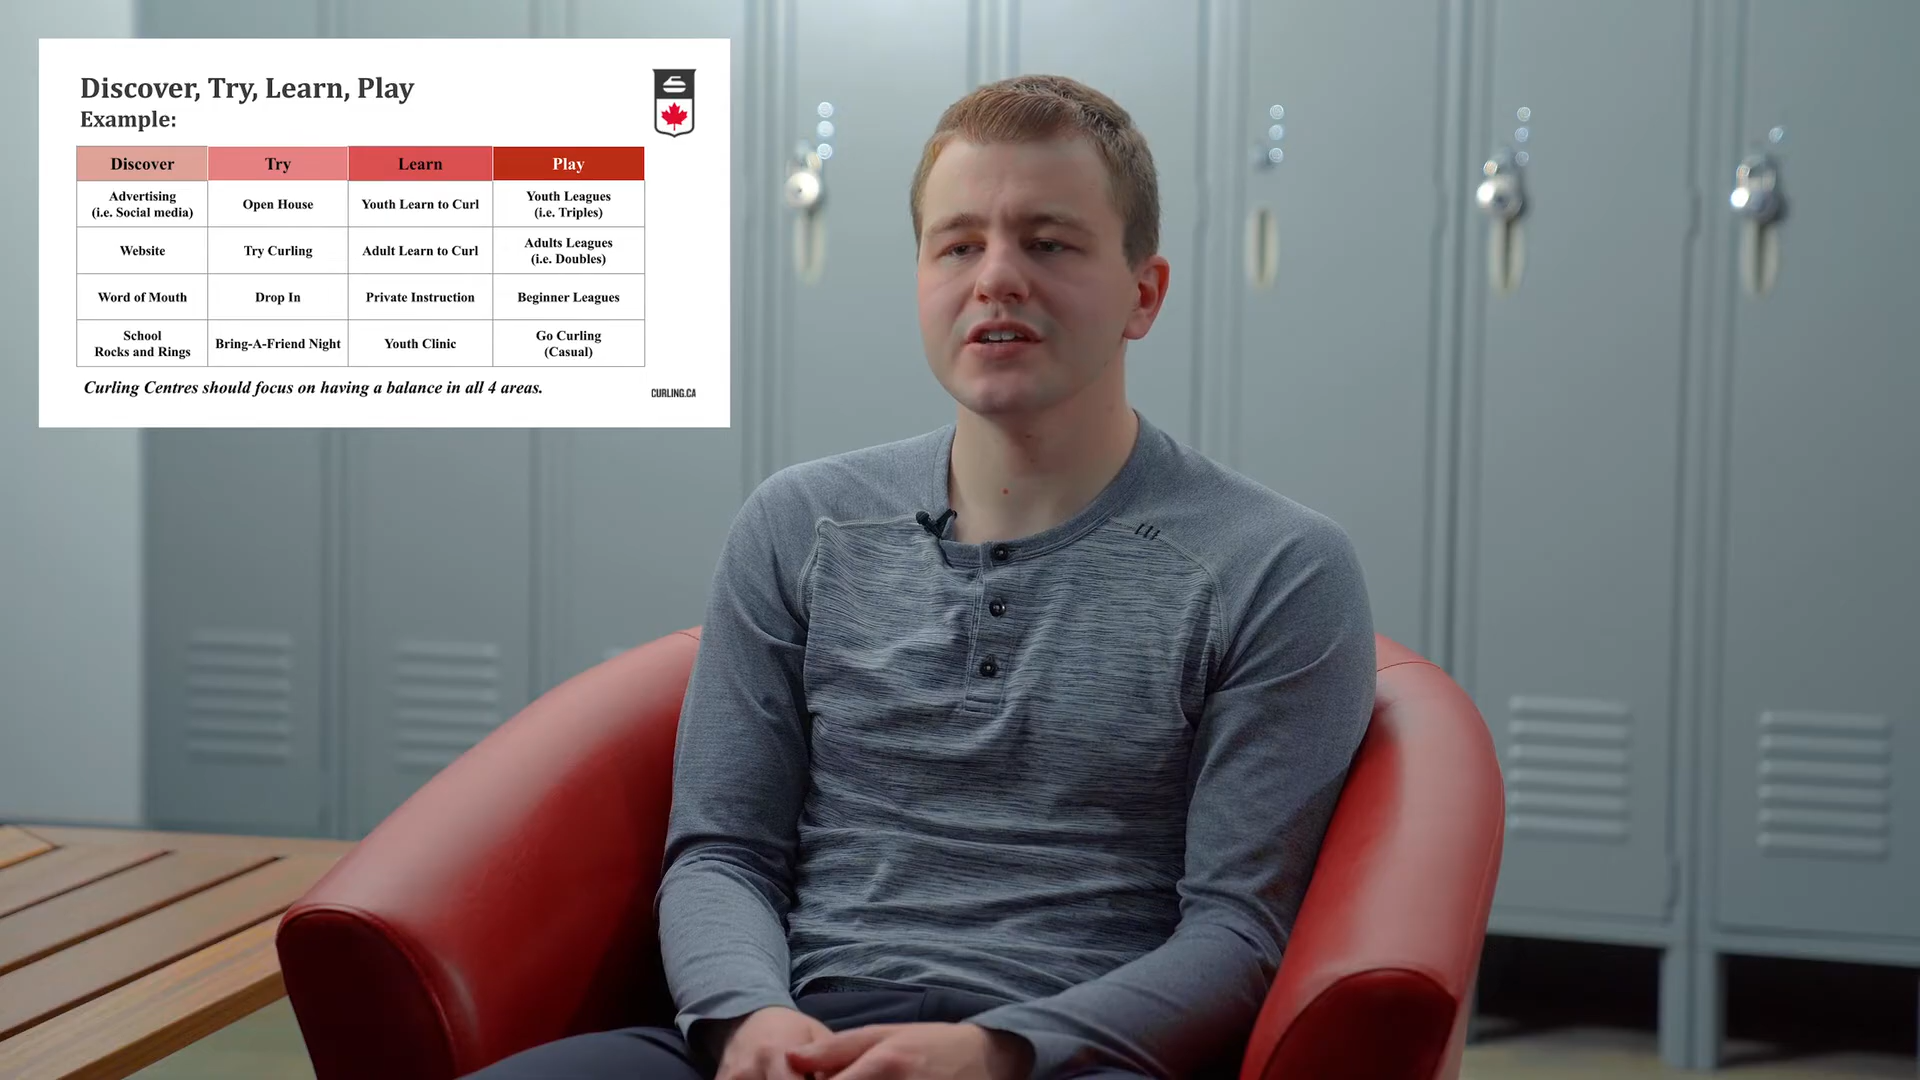 Discover, Try, Learn, Play
Example:
Discover Try Learn Play
Advertising
(i.e. Social media)
Open House
Youth Learn to Curl
Youth Leagues
(i.e. Triples)
Website
Try Curling
Adult Learn to Curl
Adults Leagues
(i.e. Doubles)
Word of Mouth
Drop In
Private Instruction
Beginner Leagues
School
Rocks and Rings
Bring-A-Friend Night
Youth Clinic
Go Curling
(Casual)
Curling Centres should focus on having a balance in all 4 areas.
CURLING.CA